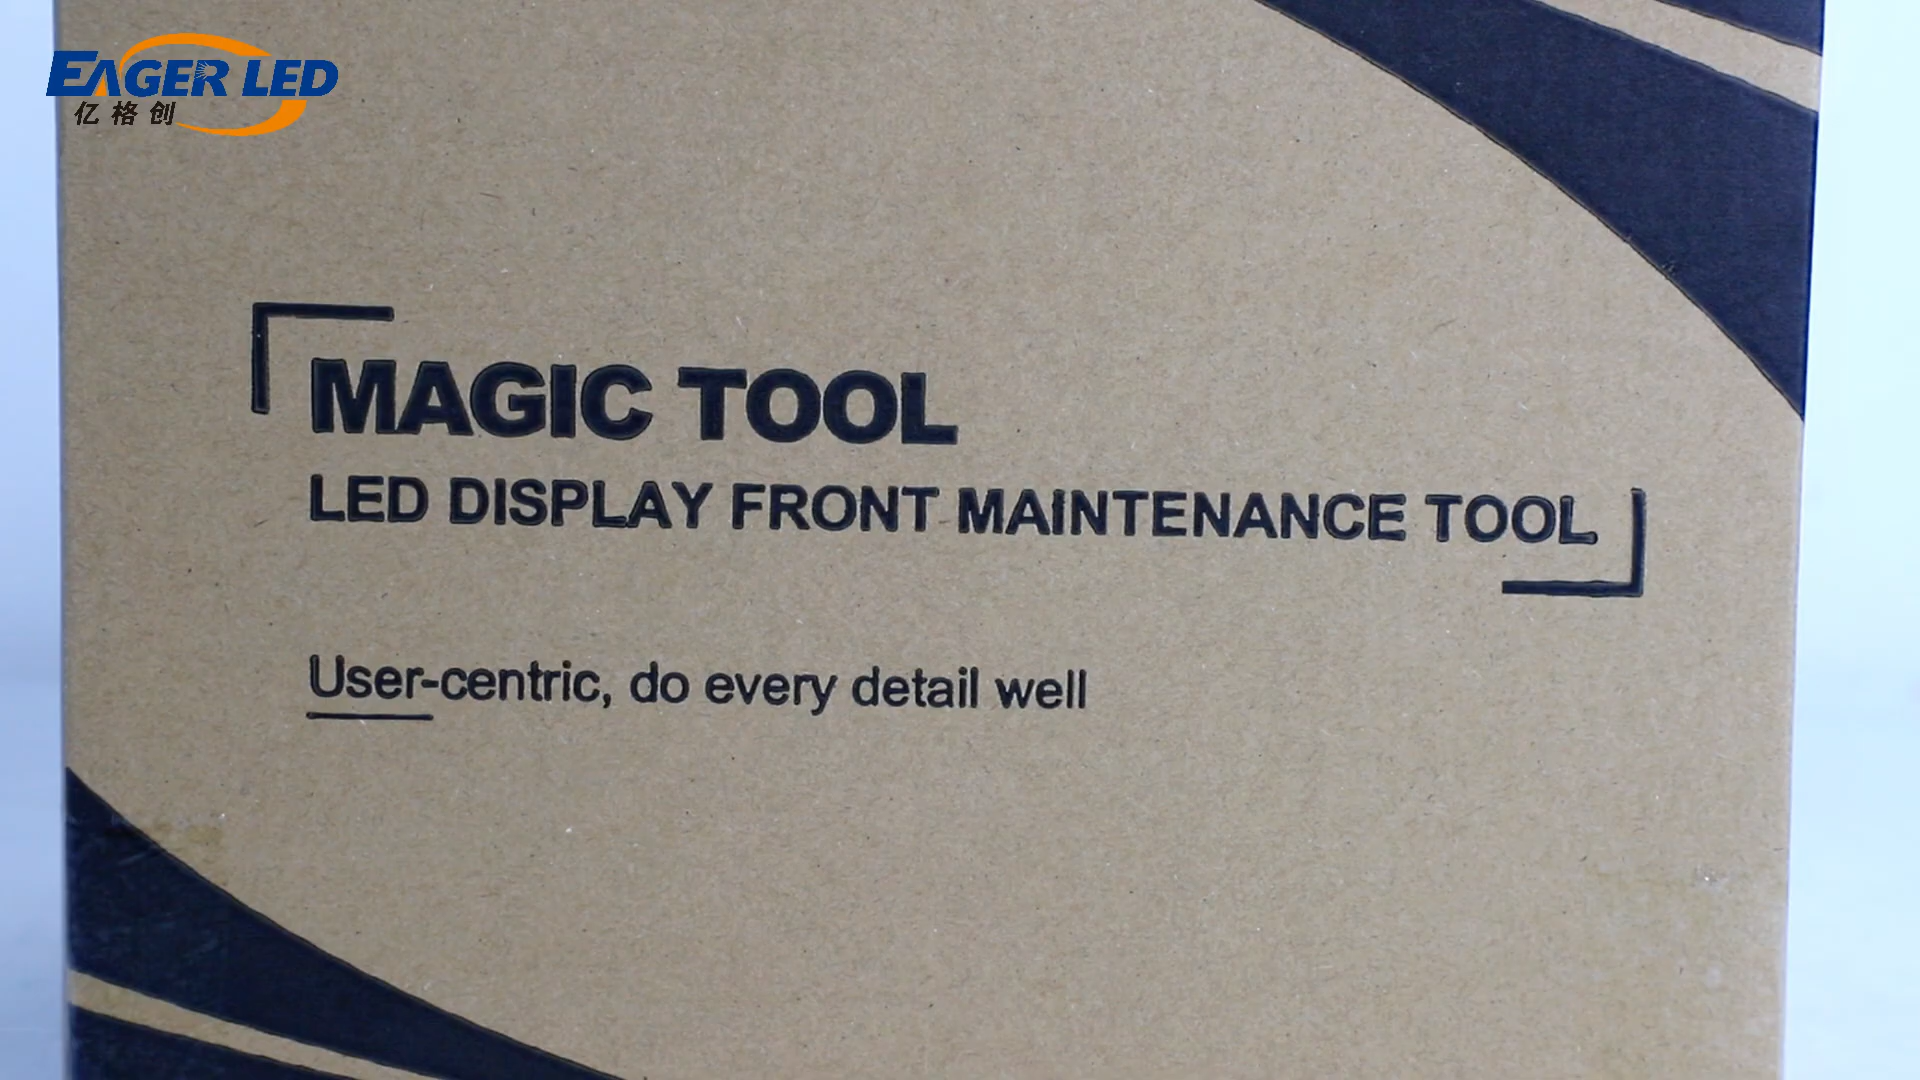 EAGER LED
亿格创
MAGIC TOOL
LED DISPLAY FRONT MAINTENANCE TOOL
User-centric, do every detail well